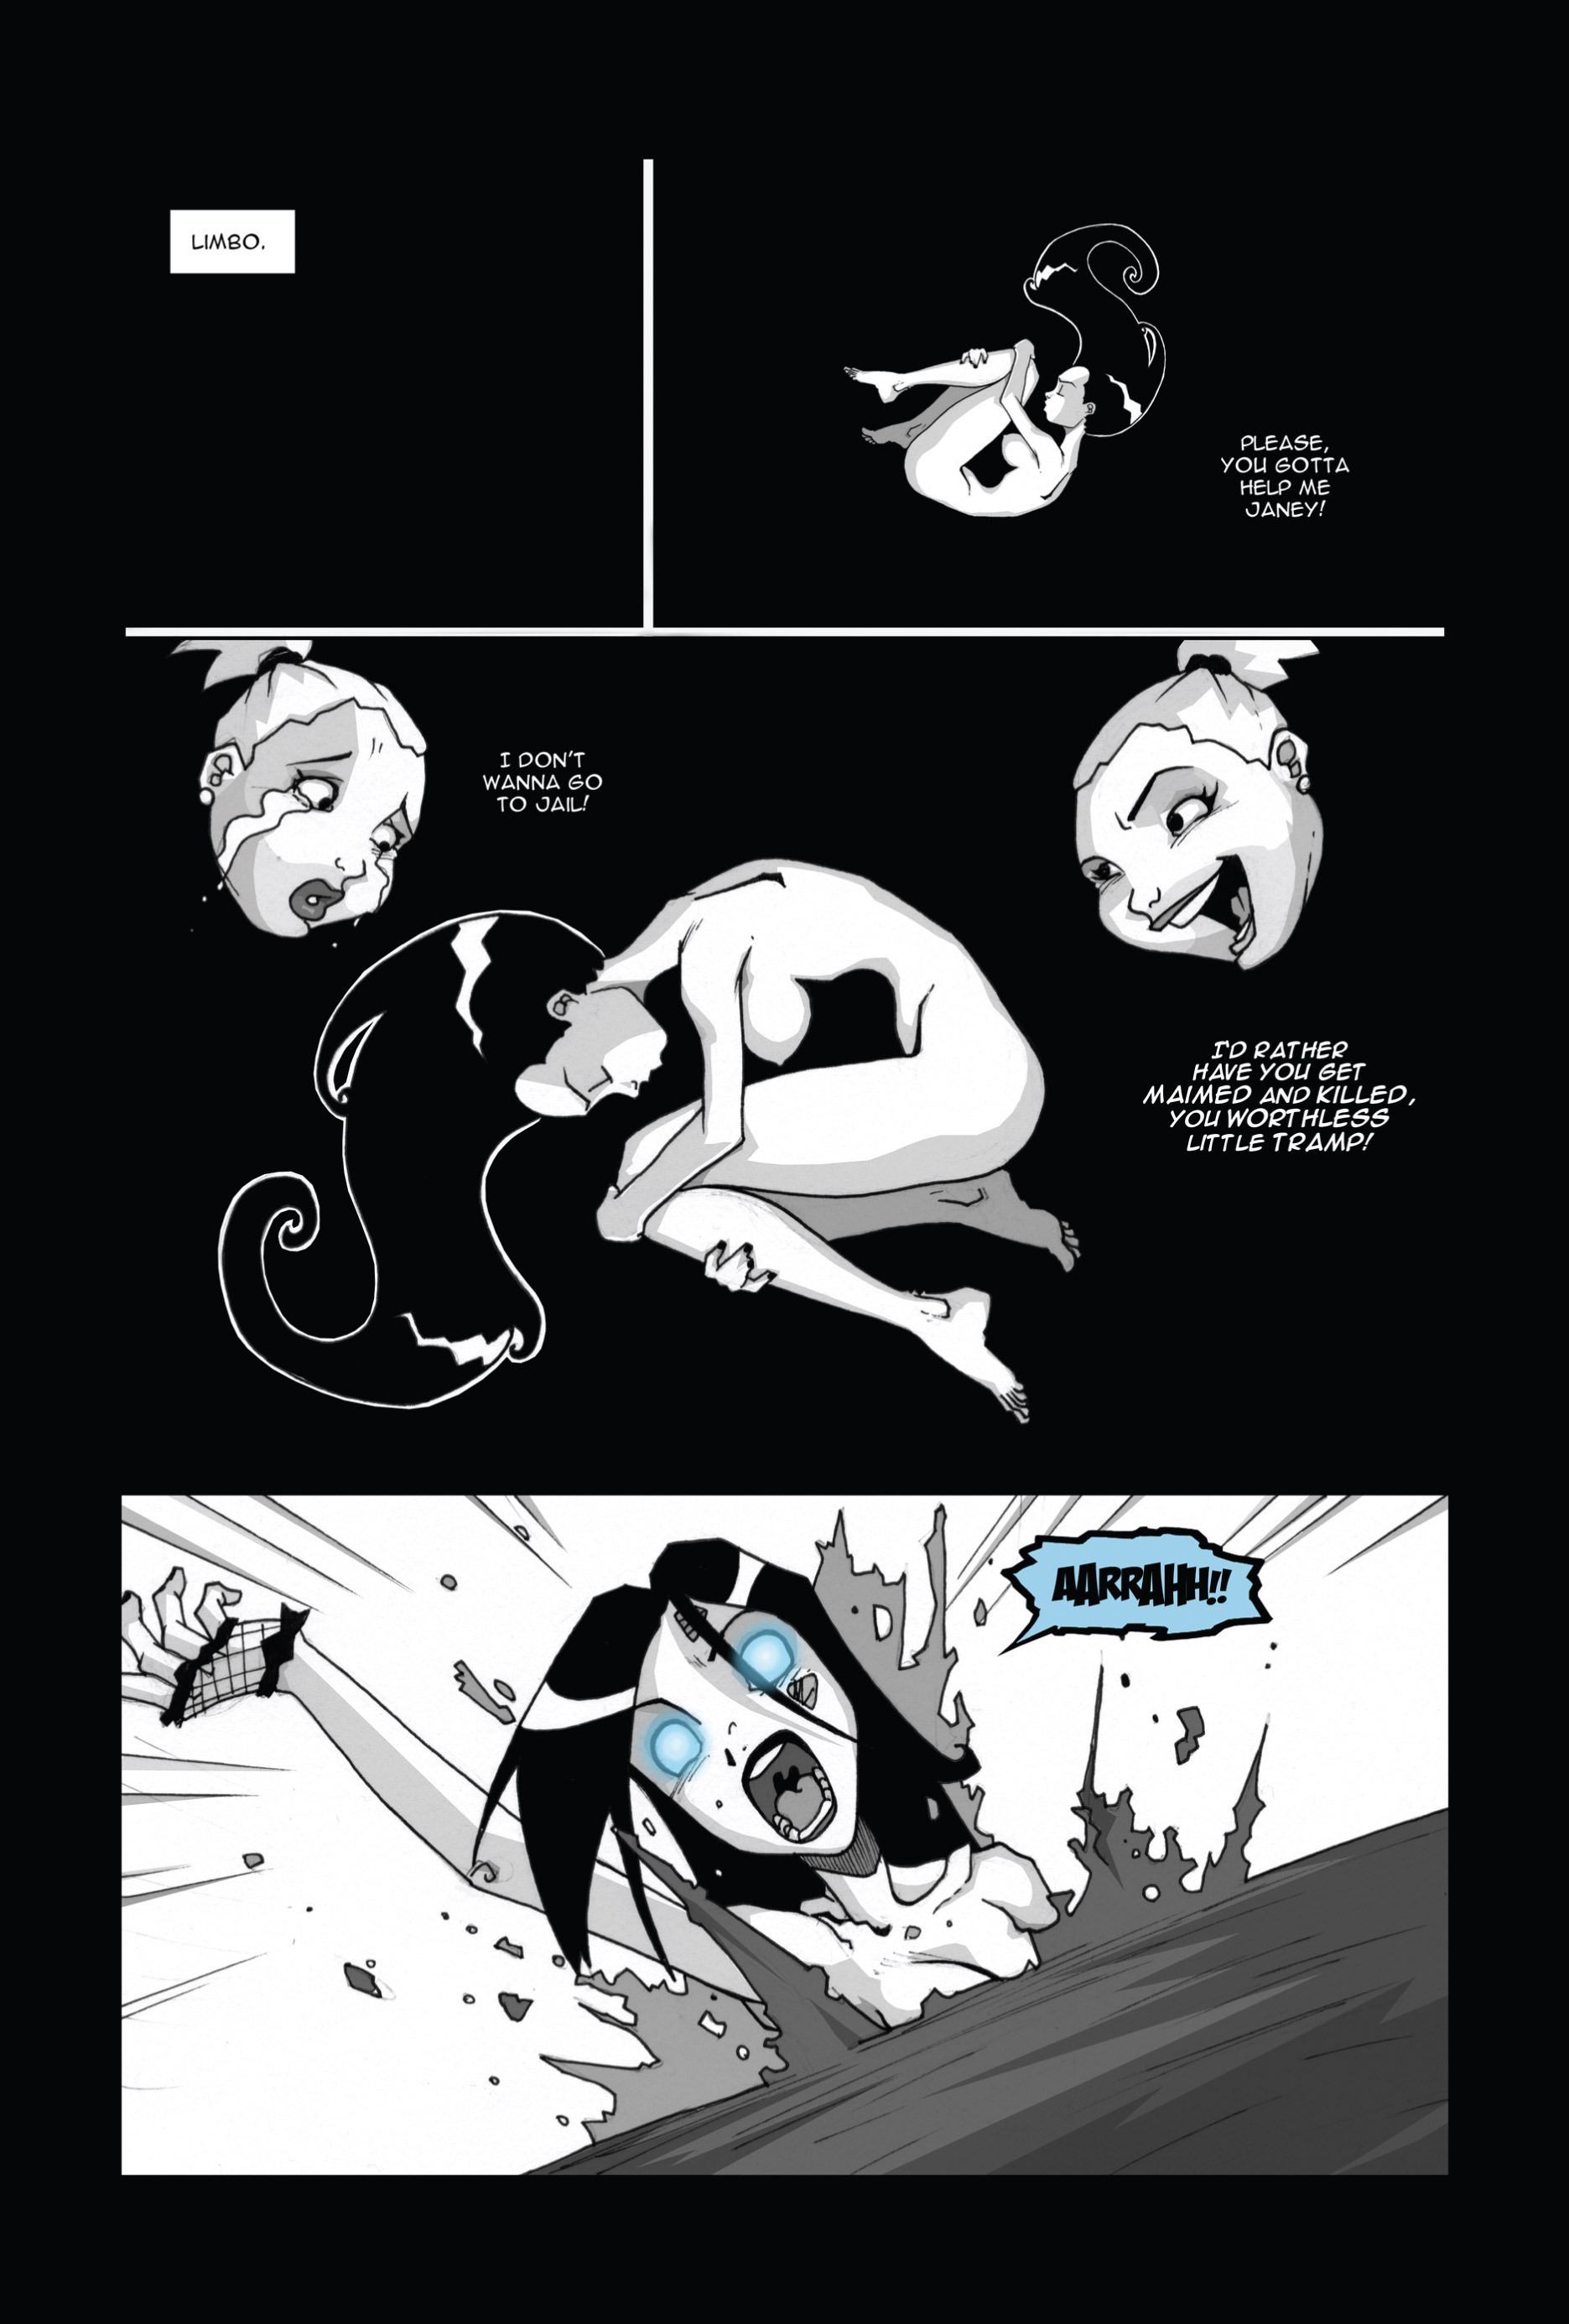 LIMBO.
PLEASE,
YOU GOTTA
HELP ME
JANEY!
I DON'T
WANNA GO
TO JAIL!
I'D RATHER
HAVE YOU GET
MAIMED AND KILLED,
YOU WORTHLESS
LITTLE TRAMP!
AARRAHH!!